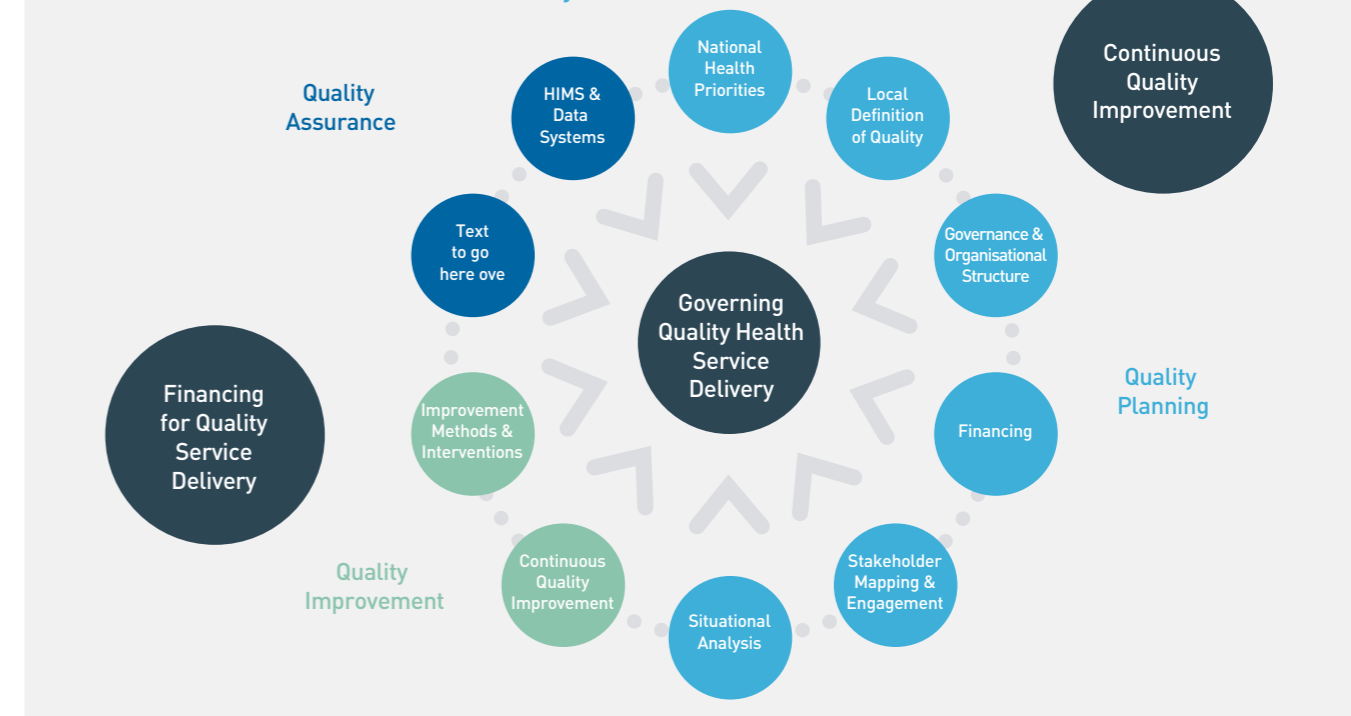 National
Health
Priorities
Continuous
Quality
Improvement
Quality
Assurance
HIMS &
Data
Systems
Local
Definition
of Quality
Text
to go
here ove
Governance &
Organisational
Structure
Governing
Quality Health
Service
Delivery
Financing
for Quality
Service
Delivery
Improvement
Methods &
Interventions
Financing
Quality
Planning
Quality
Improvement
Continuous
Quality
Improvement
Situational
Analysis
Stakeholder
Mapping &
Engagement